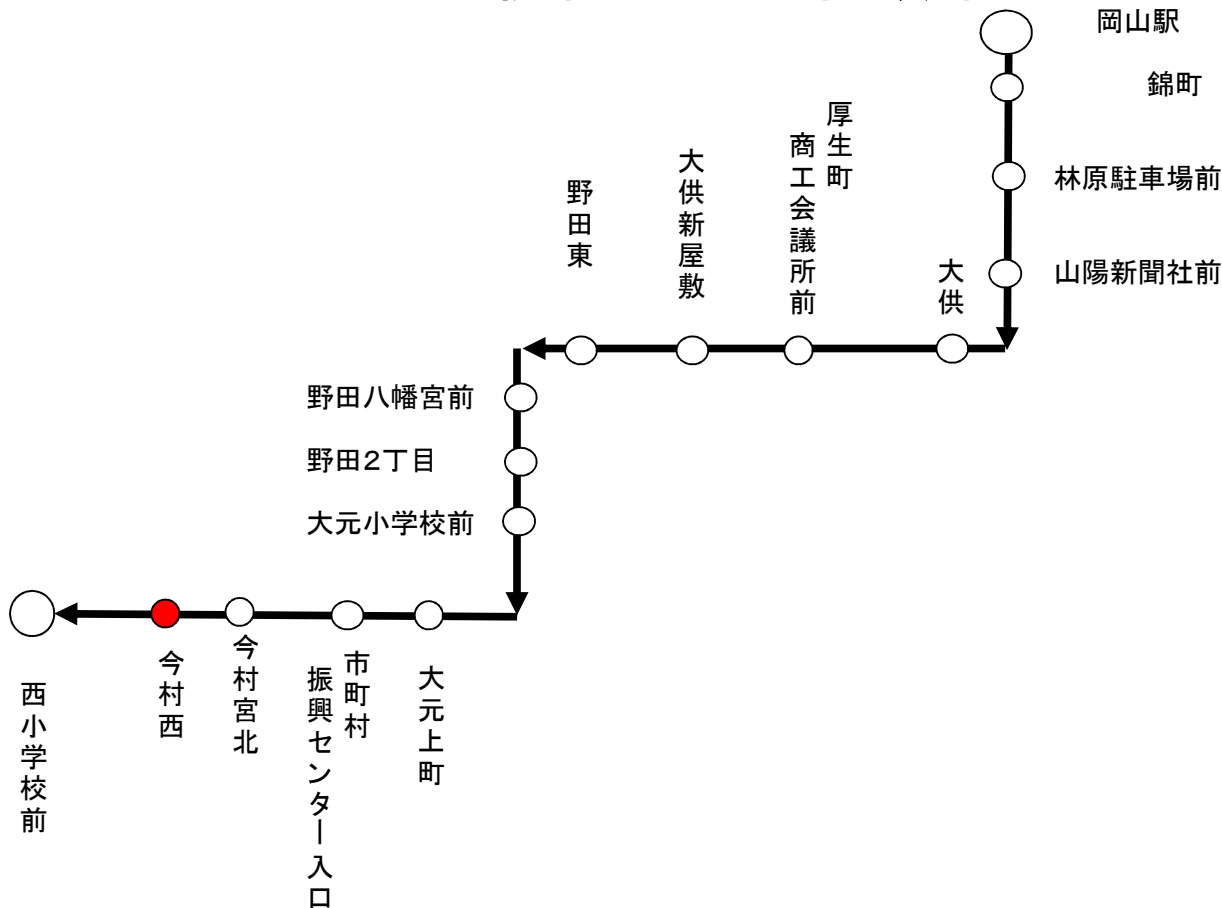 岡山駅
錦町
林原駐車場前
山陽新聞社前
大供
厚生町
商工会議所前
大供新屋敷
野田東
野田八幡宮前
野田2丁目
大元小学校前
大元上町
市町村
振興センター入口
今村宮北
今村西
西小学校前